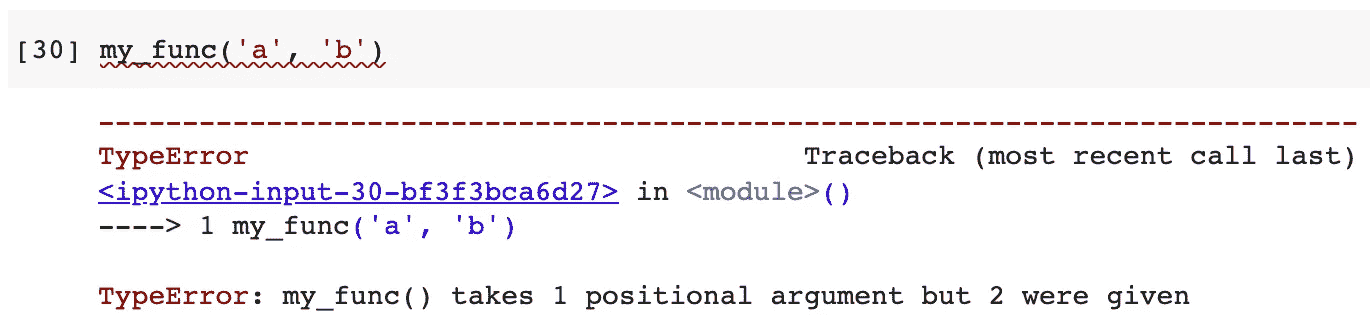 [30] my_func('a', 'b')
---------------------------------------------------------------------------
TypeError                                 Traceback (most recent call last)
<ipython-input-30-bf3f3bca6d27> in <module>()
----> 1 my_func('a', 'b')
TypeError: my_func() takes 1 positional argument but 2 were given